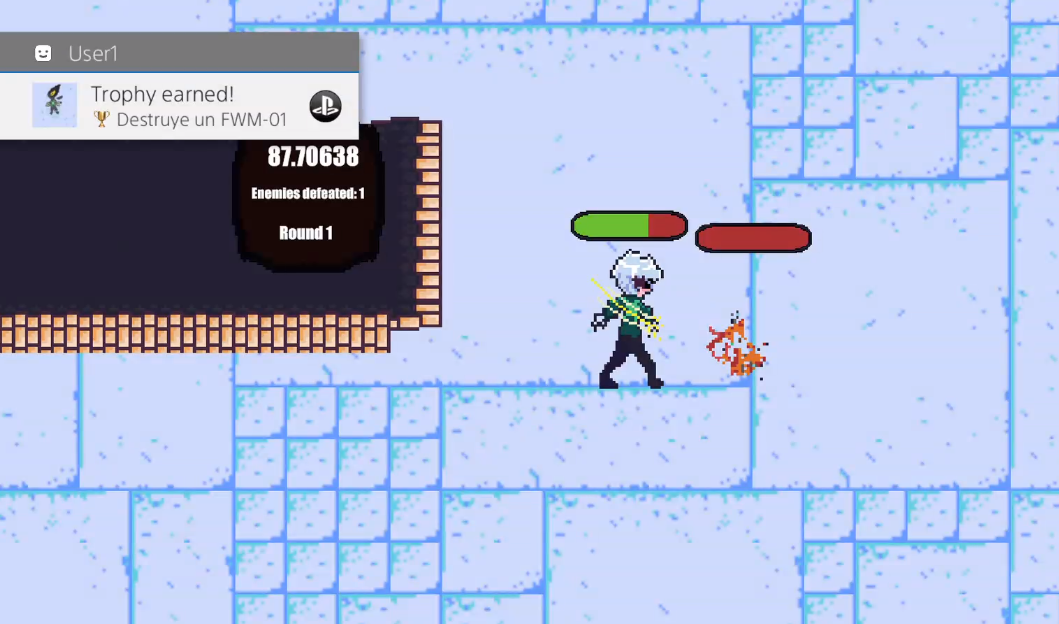 User1
Trophy earned!
Destruye un FWM-01
87.70638
Enemies defeated: 1
Round 1